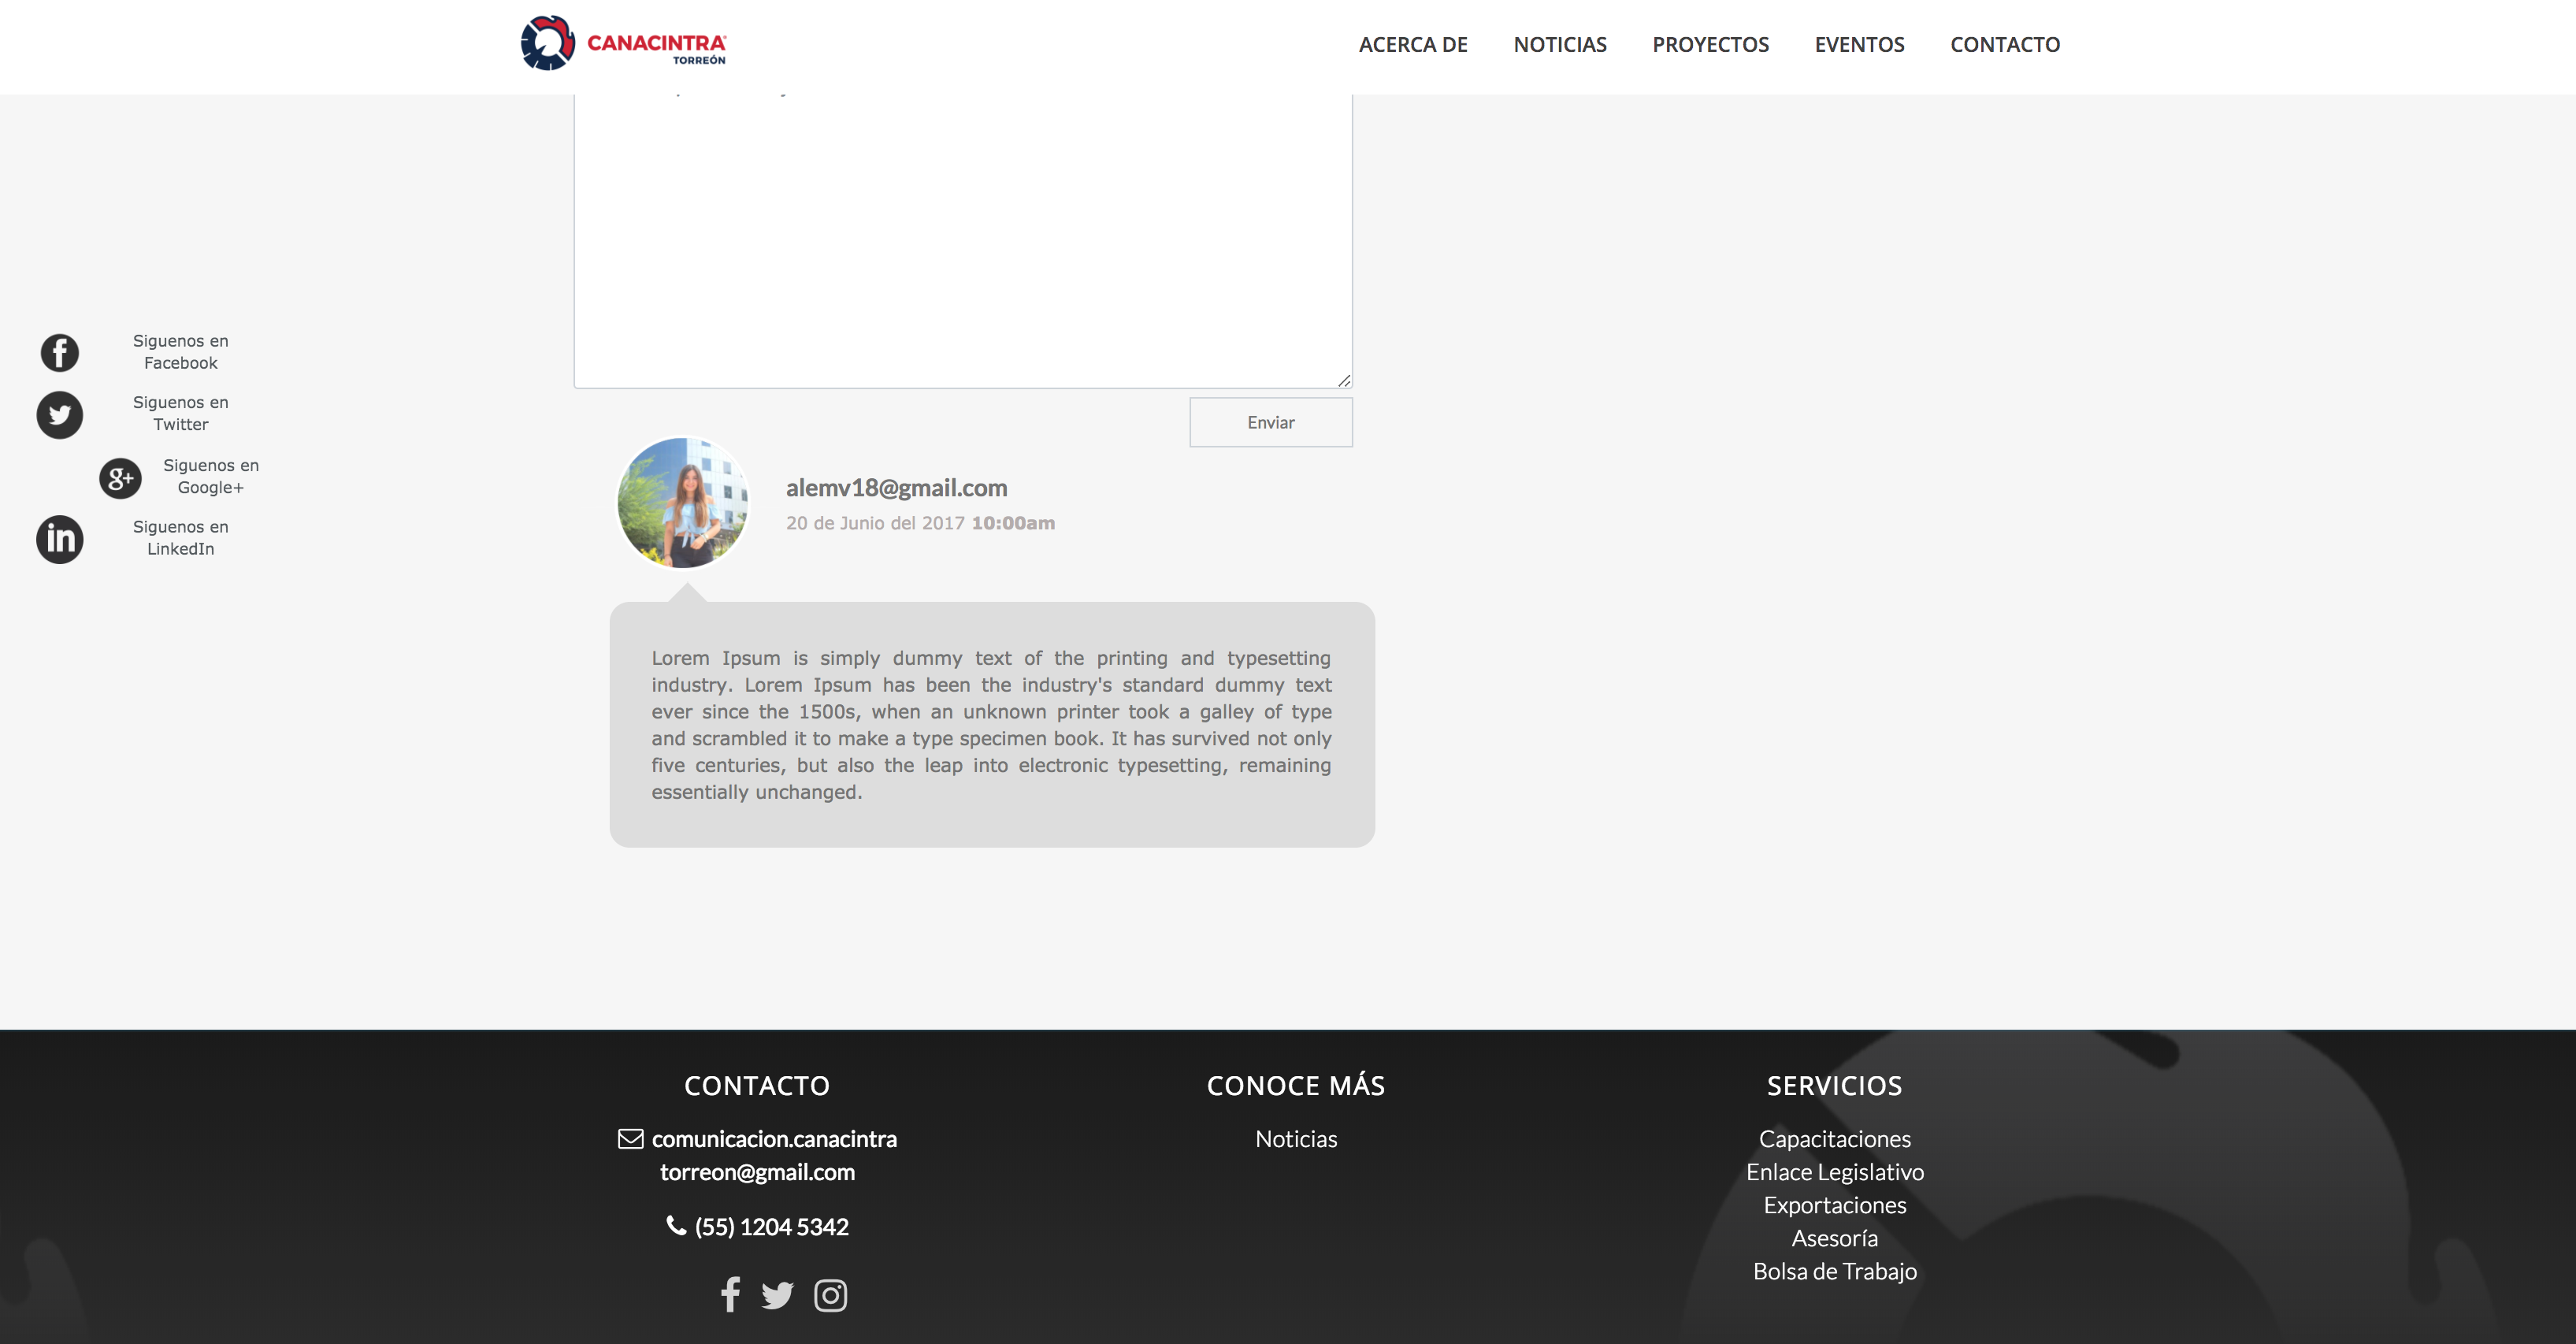 CANACINTRA
TORREÓN
ACERCA DE NOTICIAS PROYECTOS EVENTOS CONTACTO
Siguenos en
Facebook
Siguenos en
Twitter
Siguenos en
Google+
Siguenos en
LinkedIn
Enviar
alemv18@gmail.com
20 de Junio del 2017 10:00am
Lorem Ipsum is simply dummy text of the printing and typesetting
industry. Lorem Ipsum has been the industry's standard dummy text
ever since the 1500s, when an unknown printer took a galley of type
and scrambled it to make a type specimen book. It has survived not only
five centuries, but also the leap into electronic typesetting, remaining
essentially unchanged.
CONTACTO
comunicacion.canacintra
torreon@gmail.com
(55) 1204 5342
CONOCE MÁS
Noticias
SERVICIOS
Capacitaciones
Enlace Legislativo
Exportaciones
Asesoría
Bolsa de Trabajo